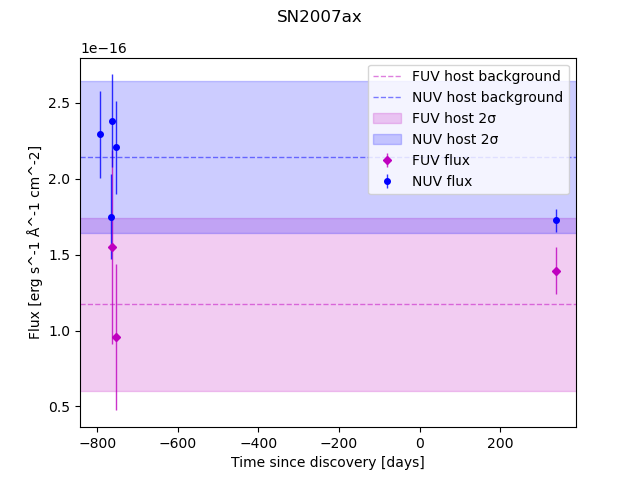 SN2007ax
1e−16
FUV host background
NUV host background
FUV host 2σ
NUV host 2σ
FUV flux
NUV flux
2.5
2.0
1.5
1.0
0.5
Flux [erg s^-1 Å^-1 cm^-2]
−800
−600
−400
−200
0
200
Time since discovery [days]